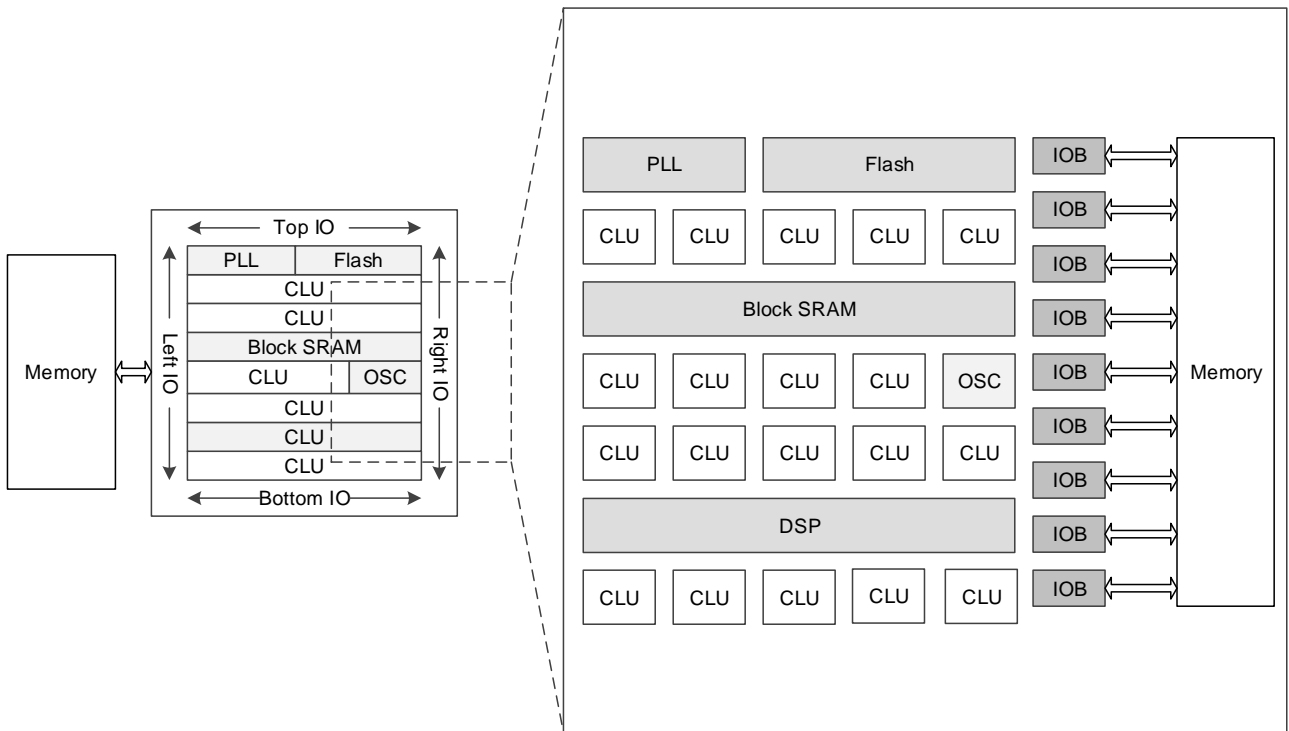 Memory
Top IO
Left IO
Right IO
PLL Flash
CLU
CLU
Block SRAM
CLU OSC
CLU
CLU
CLU
Bottom IO
PLL Flash IOB
CLU CLU CLU CLU CLU IOB
IOB
Block SRAM IOB
CLU CLU CLU CLU OSC IOB Memory
CLU CLU CLU CLU CLU IOB
IOB
DSP IOB
CLU CLU CLU CLU CLU IOB